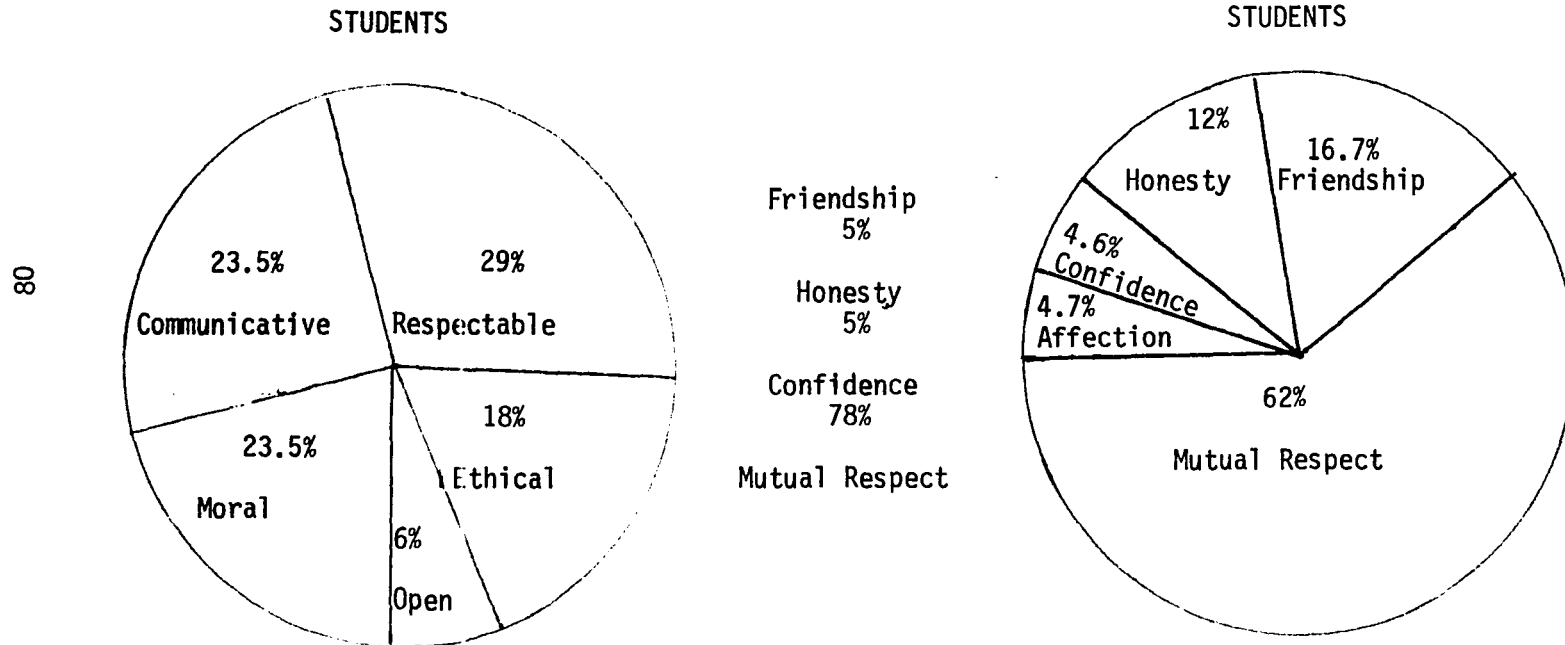 STUDENTS
23.5%
Communicative
29%
Respectable
23.5%
Moral
18%
Ethical
6%
Open
Friendship
5%
Honesty
5%
Confidence
78%
Mutual Respect
STUDENTS
12%
Honesty
16.7%
Friendship
4.6%
Confidence
4.7%
Affection
62%
Mutual Respect
80